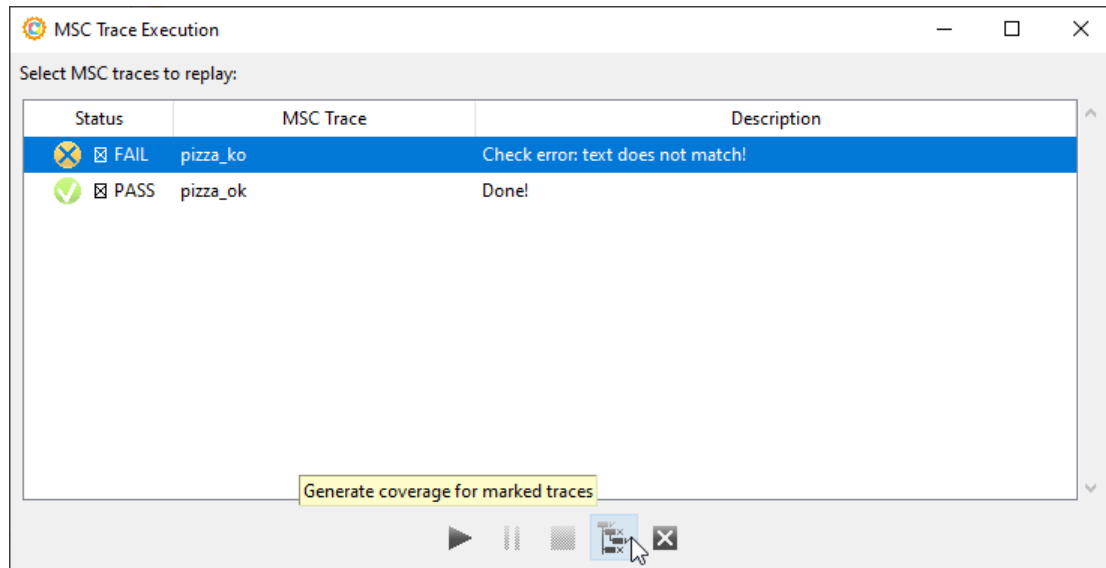 MSC Trace Execution
Select MSC traces to replay:
Status MSC Trace Description
FAIL pizza_ko Check error: text does not match!
PASS pizza_ok Done!
Generate coverage for marked traces